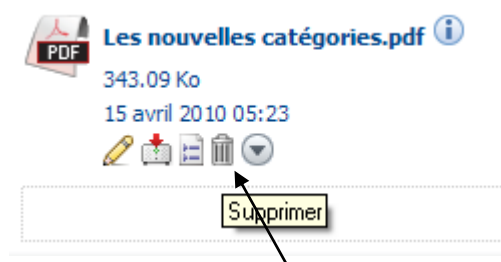 PDF
Les nouvelles catégories.pdf
343.09 Ko
15 avril 2010 05:23
Supprimer